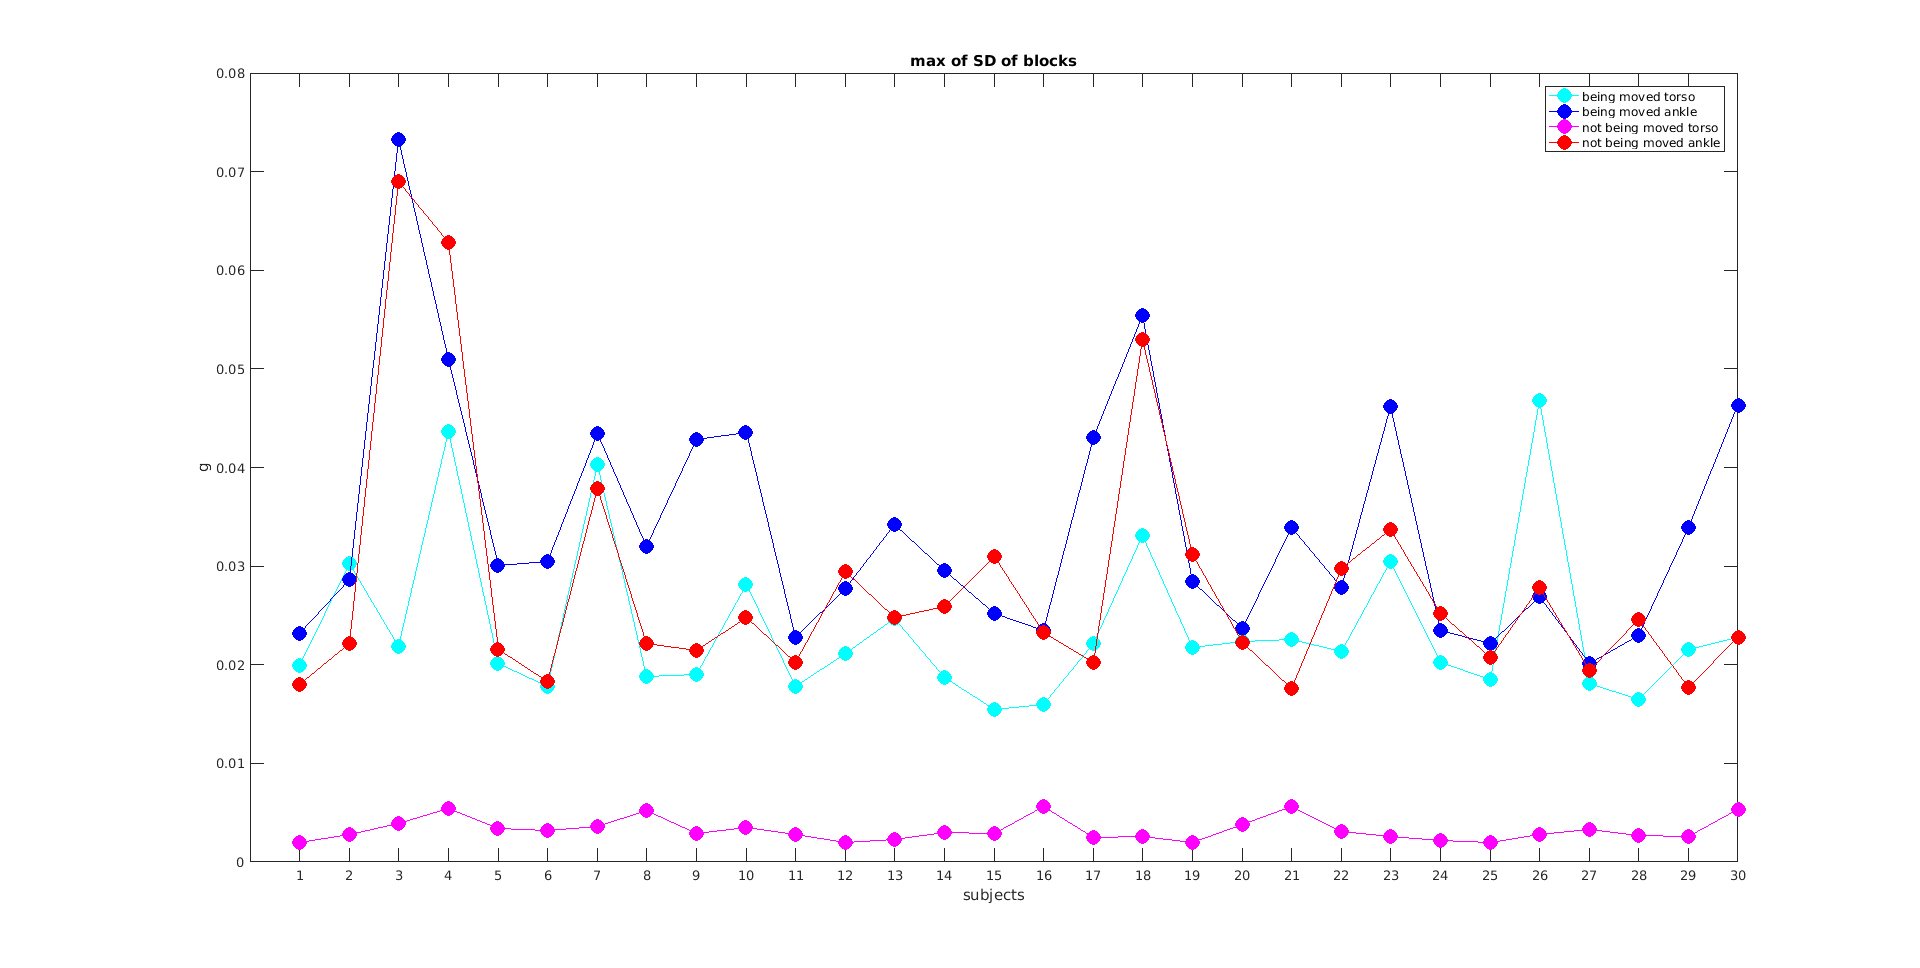 max of SD of blocks
0.08
being moved torso
being moved ankle
not being moved torso
not being moved ankle
0.07
0.06
0.05
g
0.04
0.03
0.02
0.01
0
1 2 3 4 5 6 7 8 9 10 11 12 13 14 15 16 17 18 19 20 21 22 23 24 25 26 27 28 29 30
subjects